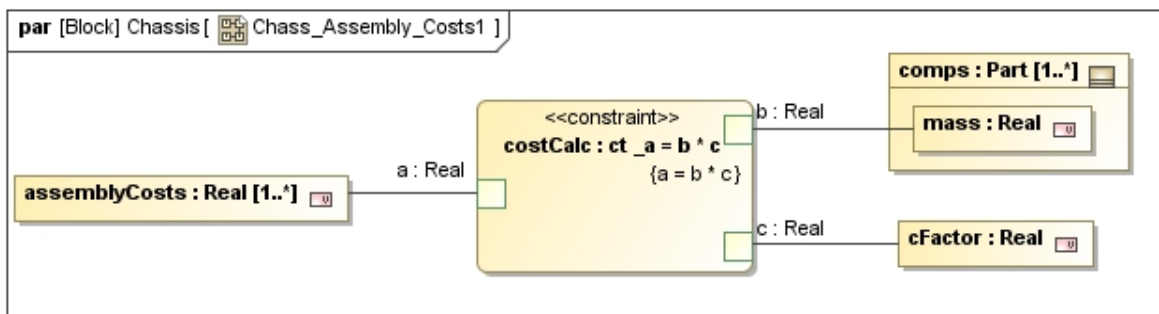 par [Block] Chassis [ Chass_Assembly_Costs1 ]
comps : Part [1..*]
<<constraint>>
b : Real
mass : Real
costCalc : ct _a = b * c
a : Real
{a = b * c}
assemblyCosts : Real [1..*]
c : Real
cFactor : Real